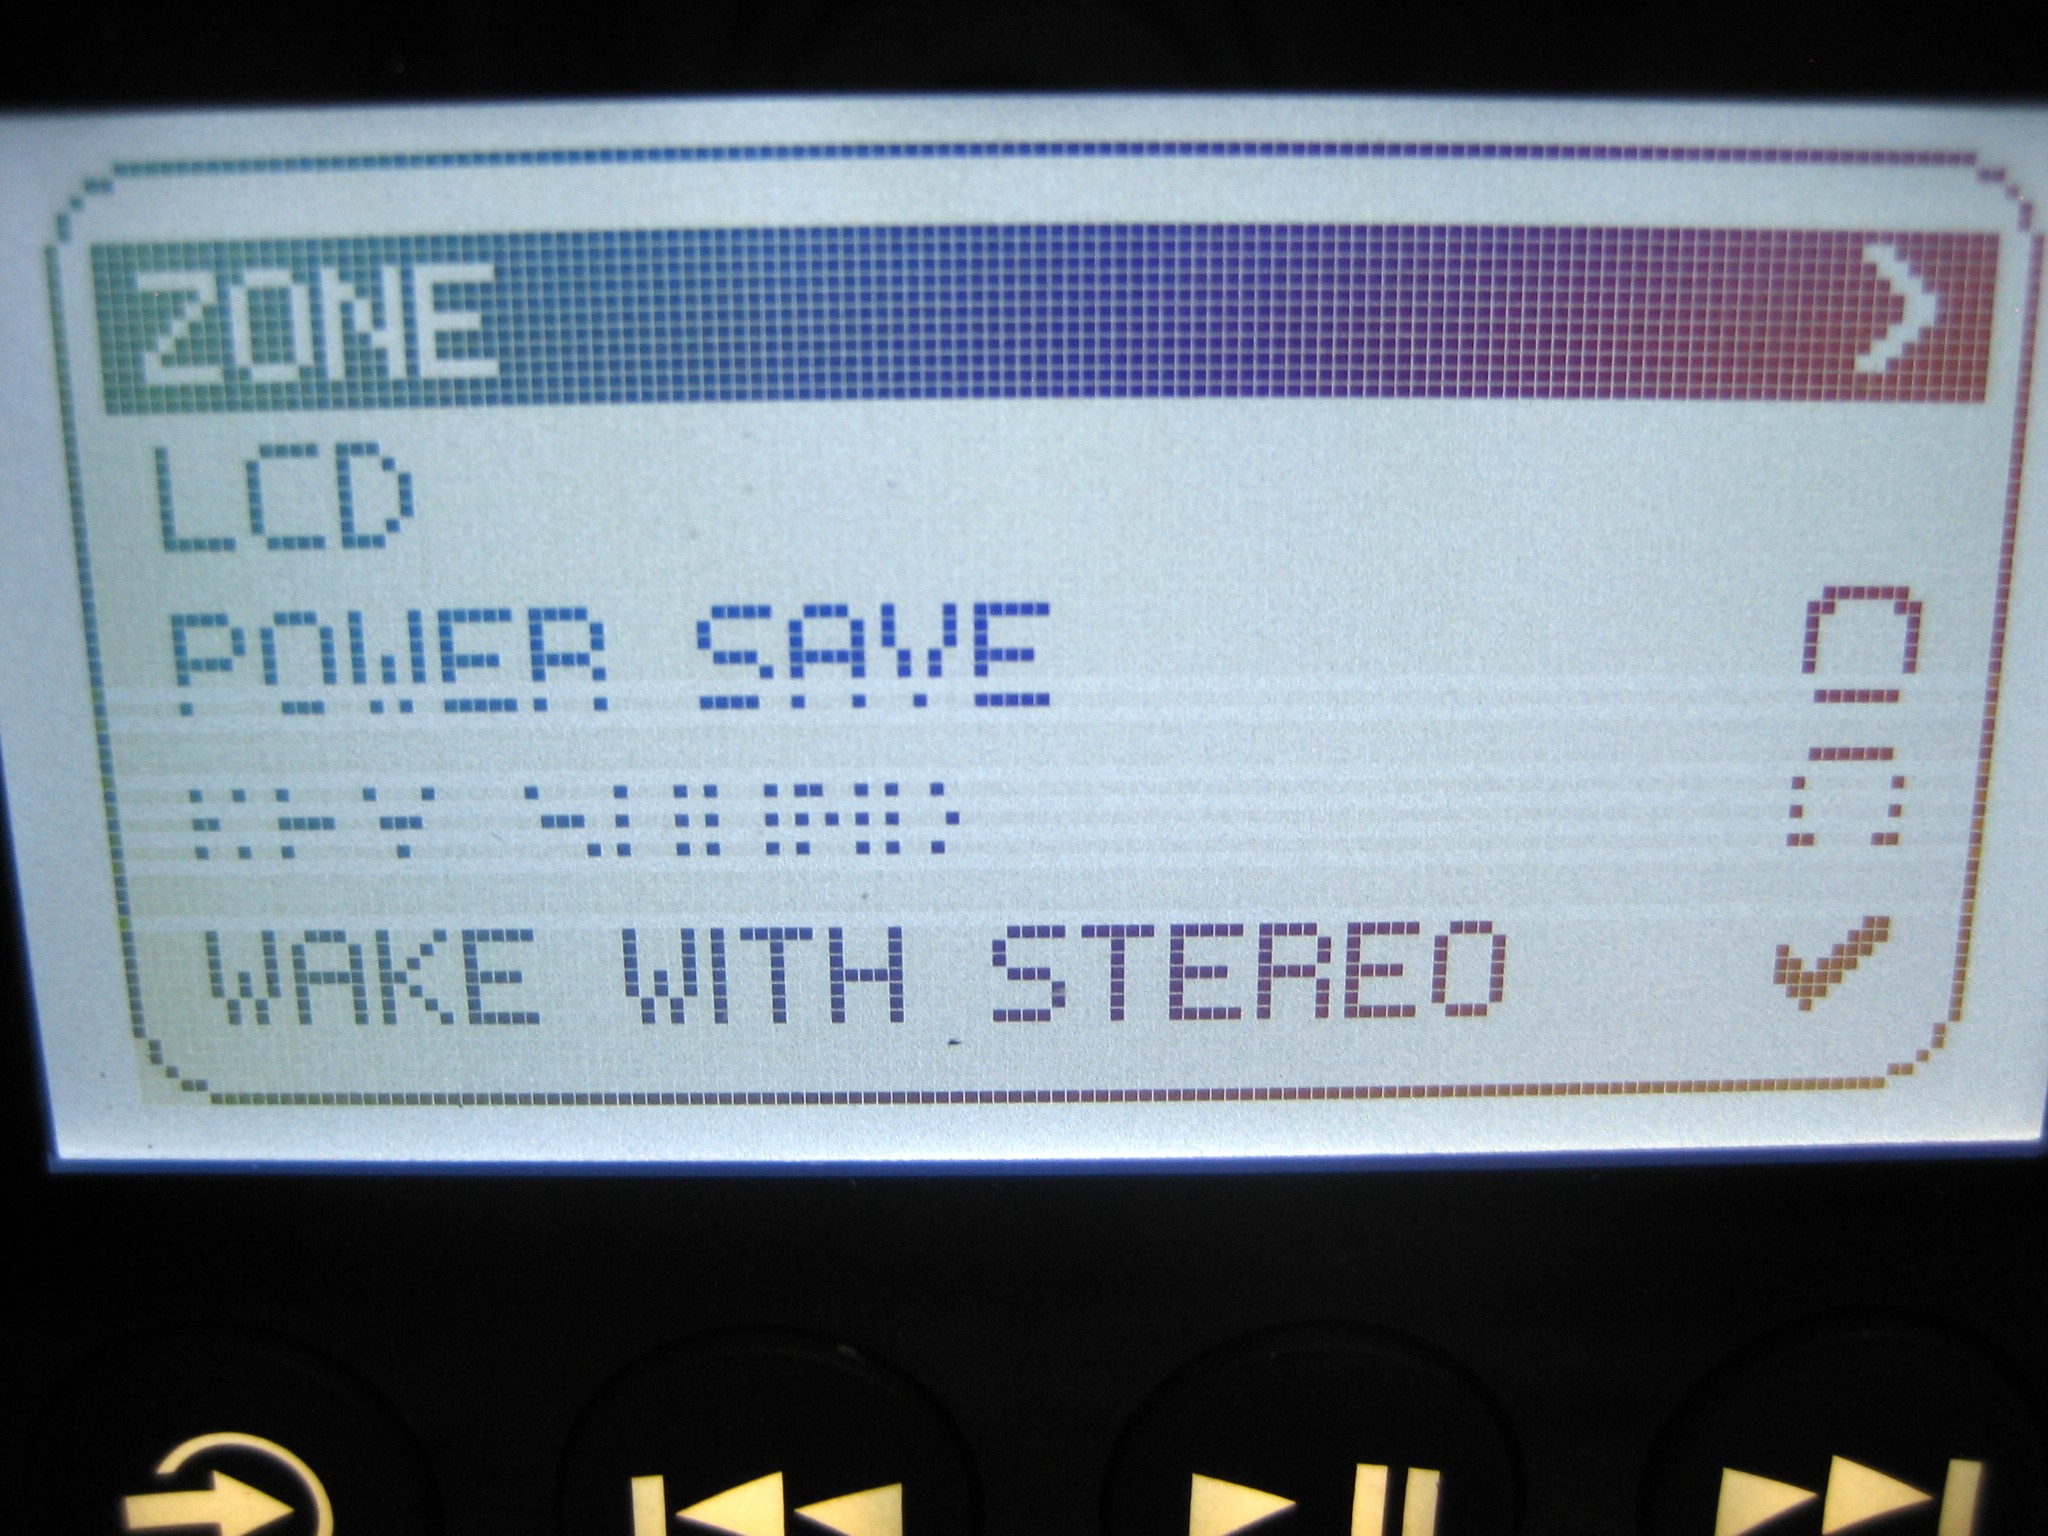 ZONE
LCD
POWER SAVE
WAKE WITH STEREO